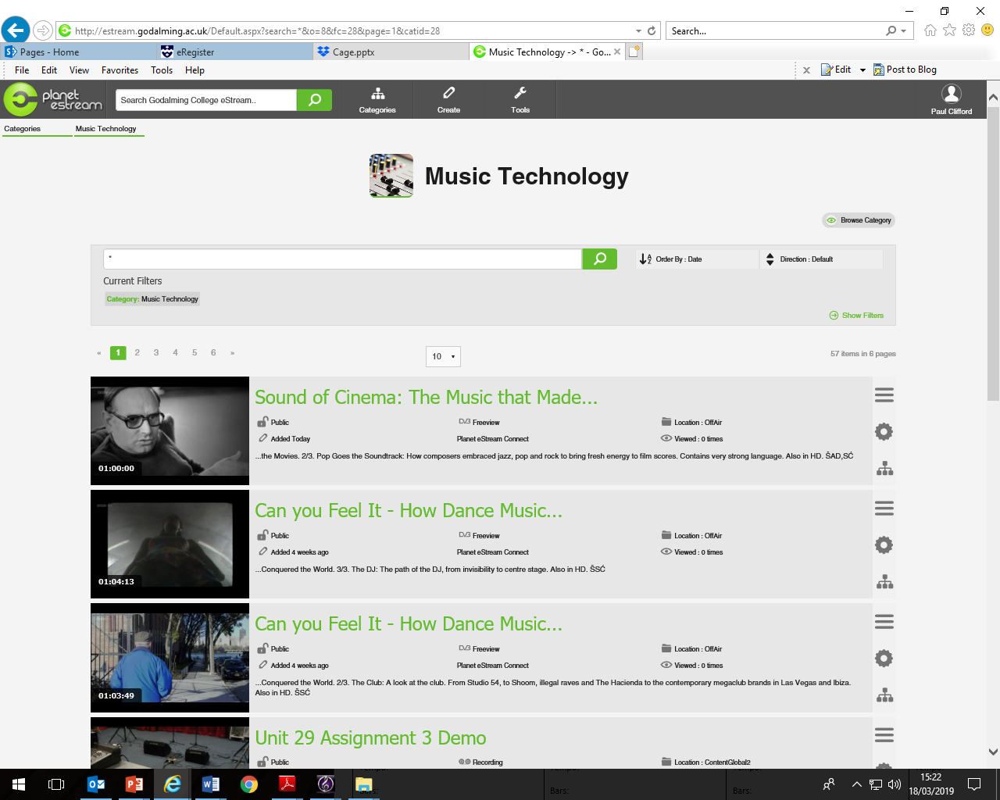 http://estream.godalming.ac.uk/Default.aspx?search=*&o=8&fc=28&page=1&catid=28
Search...
Pages - Home
eRegister
Cage.pptx
Music Technology -> * - Go...
File Edit View Favorites Tools Help
x Edit Post to Blog
planet estream
Search Godalming College eStream..
Categories
Create
Tools
Paul Clifford
Categories
Music Technology
Music Technology
Browse Category
*
Order By : Date
Direction : Default
Current Filters
Category: Music Technology
Show Filters
« 1 2 3 4 5 6 »
10
57 items in 6 pages
Sound of Cinema: The Music that Made...
Public
Freeview
Location : OffAir
Added Today
Planet eStream Connect
Viewed : 0 times
...the Movies. 2/3. Pop Goes the Soundtrack: How composers embraced jazz, pop and rock to bring fresh energy to film scores. Contains very strong language. Also in HD. ŠAD,SĆ
01:00:00
Can you Feel It - How Dance Music...
Public
Freeview
Location : OffAir
Added 4 weeks ago
Planet eStream Connect
Viewed : 0 times
...Conquered the World. 3/3. The DJ: The path of the DJ, from invisibility to centre stage. Also in HD. ŠSĆ
01:04:13
Can you Feel It - How Dance Music...
Public
Freeview
Location : OffAir
Added 4 weeks ago
Planet eStream Connect
Viewed : 0 times
...Conquered the World. 2/3. The Club: A look at the club. From Studio 54, to Shoom, illegal raves and The Hacienda to the contemporary megaclub brands in Las Vegas and Ibiza.
Also in HD. ŠSĆ
01:03:49
Unit 29 Assignment 3 Demo
Public
Recording
Location : ContentGlobal2
Bars:
Bars:
Bars:
15:22
18/03/2019